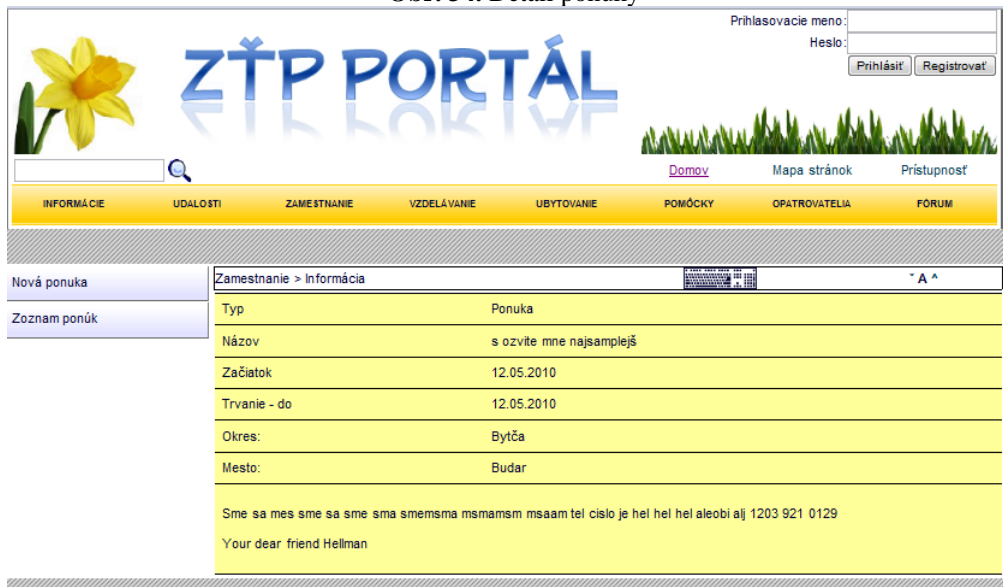 Prihlasovacie meno:
Heslo:
Prihlásiť Registrovať
ZŤP PORTÁL
Domov Mapa stránok Prístupnosť
INFORMÁCIE UDALOSTI ZAMESTNANIE VZDELÁVANIE UBYTOVANIE POMÔCKY OPATROVATELIA FÓRUM
Nová ponuka
Zoznam ponúk
Zamestnanie > Informácia ˇ A ^
Typ Ponuka
Názov s ozvite mne najsamplejš
Začiatok 12.05.2010
Trvanie - do 12.05.2010
Okres: Bytča
Mesto: Budar
Sme sa mes sme sa sme sma smemsma msmamsm msaam tel cislo je hel hel hel aleobi alj 1203 921 0129
Your dear friend Hellman